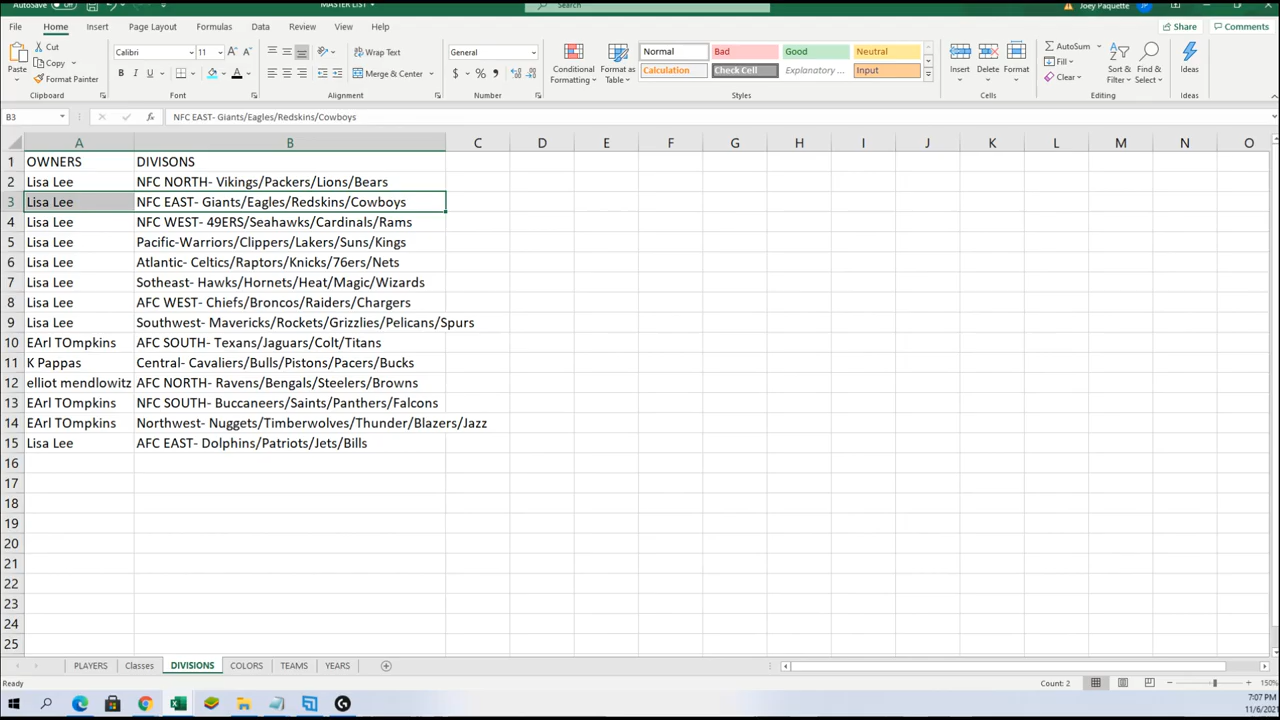 AutoSave Off MASTER LIST Search Joey Paquette
File Home Insert Page Layout Formulas Data Review View Help Share Comments
Paste Cut Copy Format Painter Clipboard
Calibri 11 A A B I U A Font
Wrap Text Merge & Center Alignment
General $ % Number
Conditional Formatting Format as Table
Normal Bad Good Neutral
Calculation Check Cell Explanatory ... Input
Styles
Insert Delete Format Cells
AutoSum Fill Clear Sort & Filter Find & Select Editing
Ideas Ideas
B3 fx NFC EAST- Giants/Eagles/Redskins/Cowboys
A B C D E F G H I J K L M N O
1 OWNERS DIVISONS
2 Lisa Lee NFC NORTH- Vikings/Packers/Lions/Bears
3 Lisa Lee NFC EAST- Giants/Eagles/Redskins/Cowboys
4 Lisa Lee NFC WEST- 49ERS/Seahawks/Cardinals/Rams
5 Lisa Lee Pacific-Warriors/Clippers/Lakers/Suns/Kings
6 Lisa Lee Atlantic- Celtics/Raptors/Knicks/76ers/Nets
7 Lisa Lee Sotheast- Hawks/Hornets/Heat/Magic/Wizards
8 Lisa Lee AFC WEST- Chiefs/Broncos/Raiders/Chargers
9 Lisa Lee Southwest- Mavericks/Rockets/Grizzlies/Pelicans/Spurs
10 EArl TOmpkins AFC SOUTH- Texans/Jaguars/Colt/Titans
11 K Pappas Central- Cavaliers/Bulls/Pistons/Pacers/Bucks
12 elliot mendlowitz AFC NORTH- Ravens/Bengals/Steelers/Browns
13 EArl TOmpkins NFC SOUTH- Buccaneers/Saints/Panthers/Falcons
14 EArl TOmpkins Northwest- Nuggets/Timberwolves/Thunder/Blazers/Jazz
15 Lisa Lee AFC EAST- Dolphins/Patriots/Jets/Bills
16
17
18
19
20
21
22
23
24
25
PLAYERS Classes DIVISIONS COLORS TEAMS YEARS
Ready Count: 2 150%
7:07 PM
11/6/2021